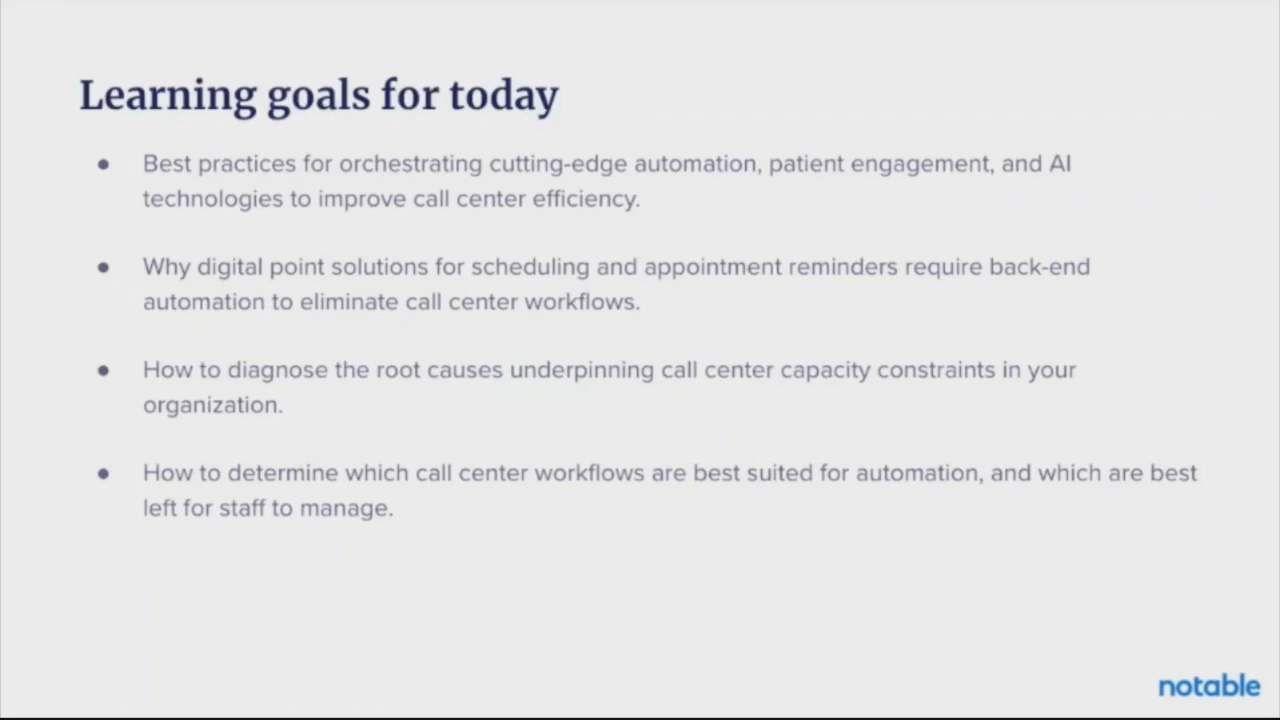 Learning goals for today
● Best practices for orchestrating cutting-edge automation, patient engagement, and AI
technologies to improve call center efficiency.
● Why digital point solutions for scheduling and appointment reminders require back-end
automation to eliminate call center workflows.
● How to diagnose the root causes underpinning call center capacity constraints in your
organization.
● How to determine which call center workflows are best suited for automation, and which are best
left for staff to manage.
notable